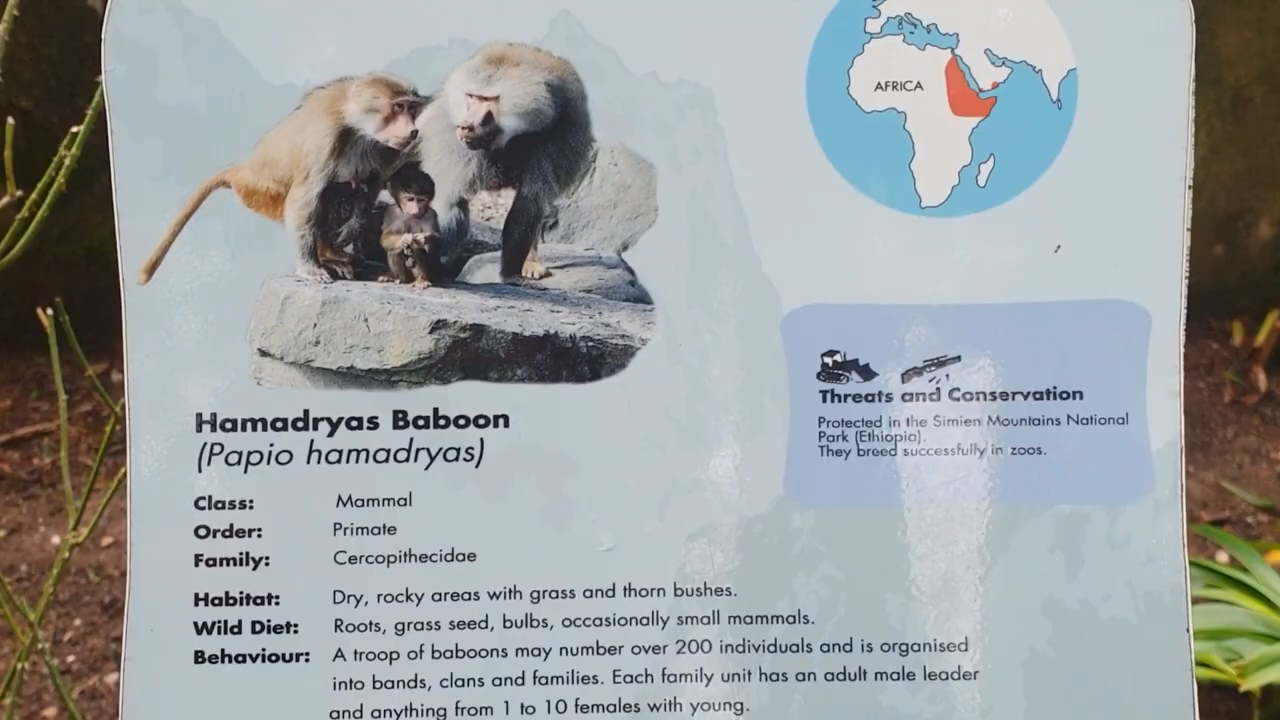 AFRICA
Threats and Conservation
Protected in the Simien Mountains National
Park (Ethiopia).
They breed successfully in zoos.
Hamadryas Baboon
(Papio hamadryas)
Class: Mammal
Order: Primate
Family: Cercopithecidae
Habitat: Dry, rocky areas with grass and thorn bushes.
Wild Diet: Roots, grass seed, bulbs, occasionally small mammals.
Behaviour: A troop of baboons may number over 200 individuals and is organised
into bands, clans and families. Each family unit has an adult male leader
and anything from 1 to 10 females with young.